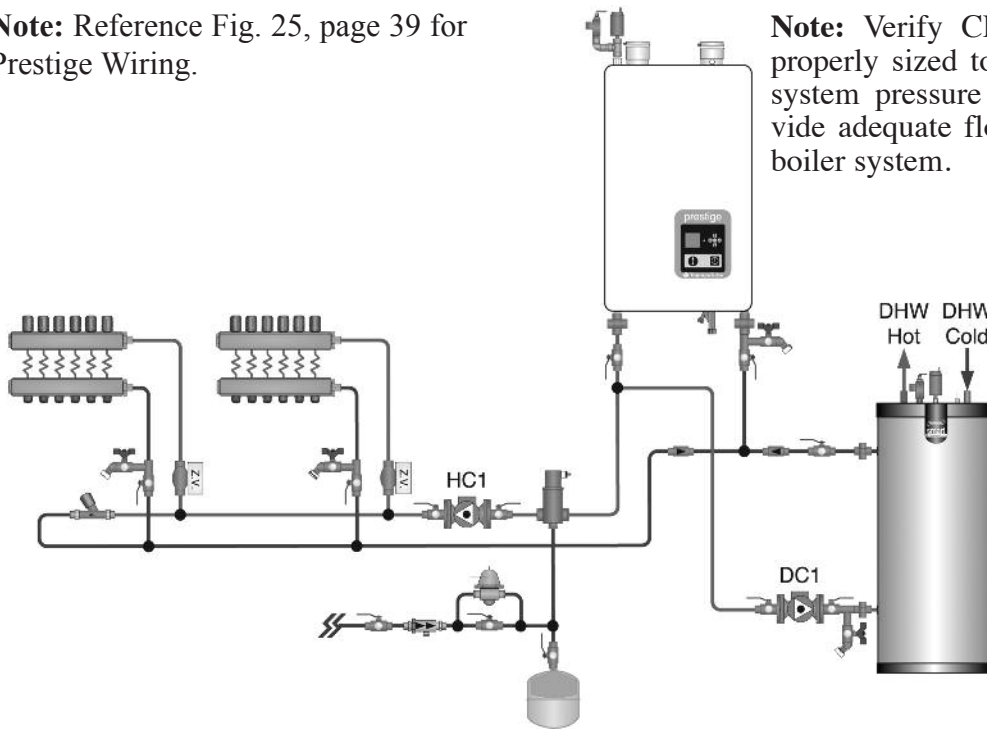 Note: Reference Fig. 25, page 39 for
Prestige Wiring.
Note: Verify
properly sized to
system pressure
vide adequate
boiler system.
prestige
DHW Hot
DHW Cold
Z.V.
Z.V.
HC1
DC1
smart